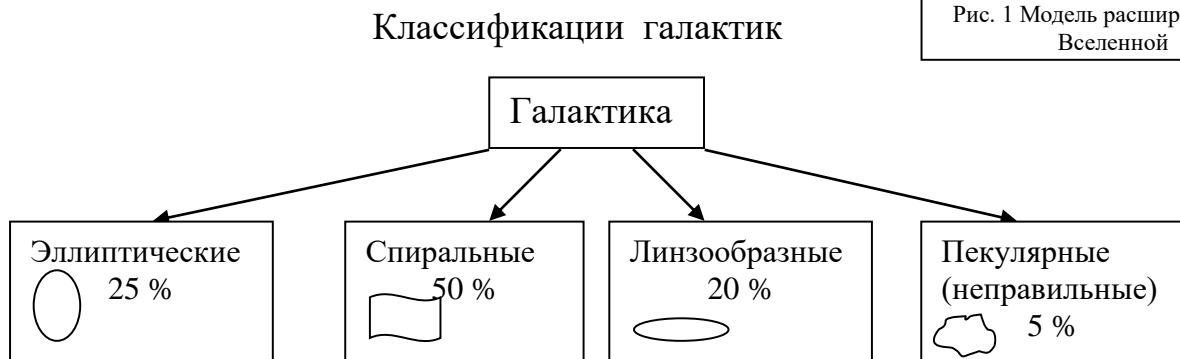 Рис. 1 Модель расшир
Вселенной
Классификации галактик
Галактика
Эллиптические
25 %
Спиральные
50 %
Линзообразные
20 %
Пекулярные
(неправильные)
5 %